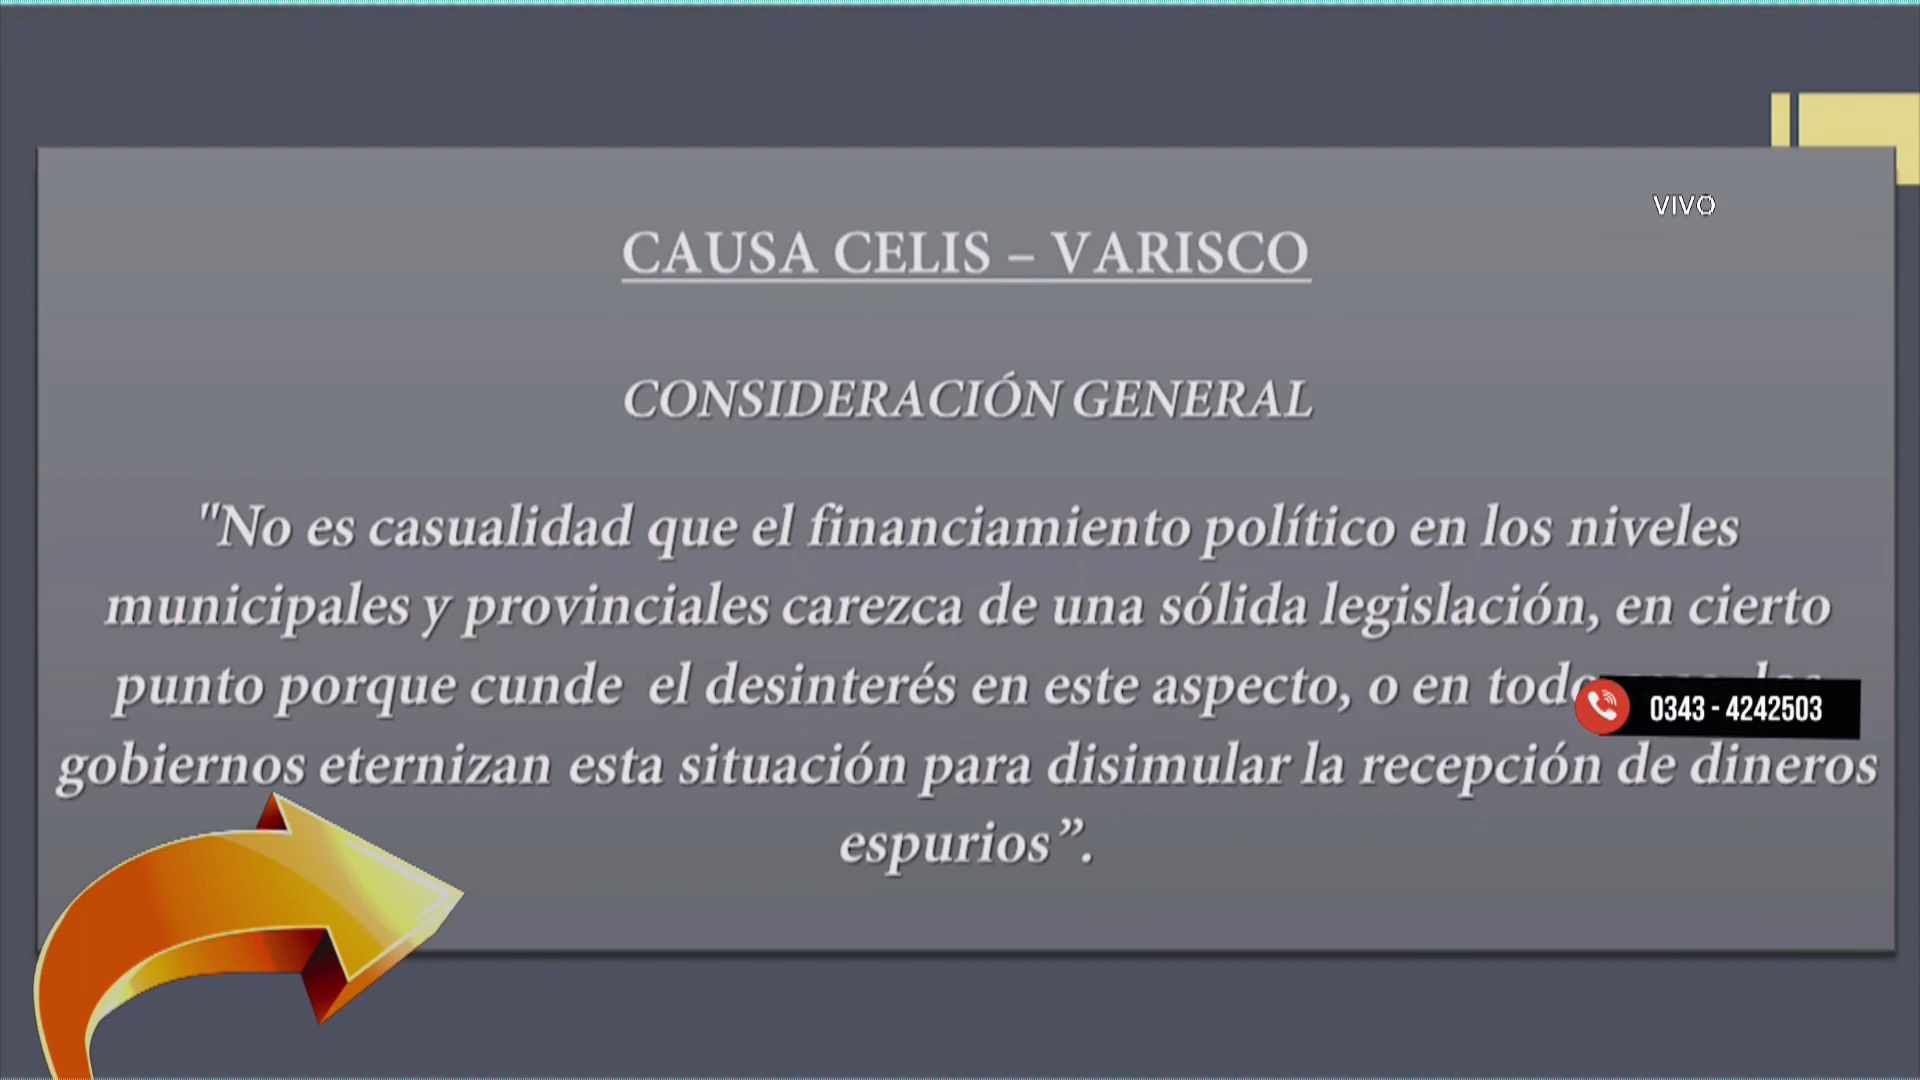 VIVO
CAUSA CELIS – VARISCO
CONSIDERACIÓN GENERAL
"No es casualidad que el financiamiento político en los niveles
municipales y provinciales carezca de una sólida legislación, en cierto
punto porque cunde el desinterés en este aspecto, o en todo
0343 - 4242503
gobiernos eternizan esta situación para disimular la recepción de dineros
espurios”.